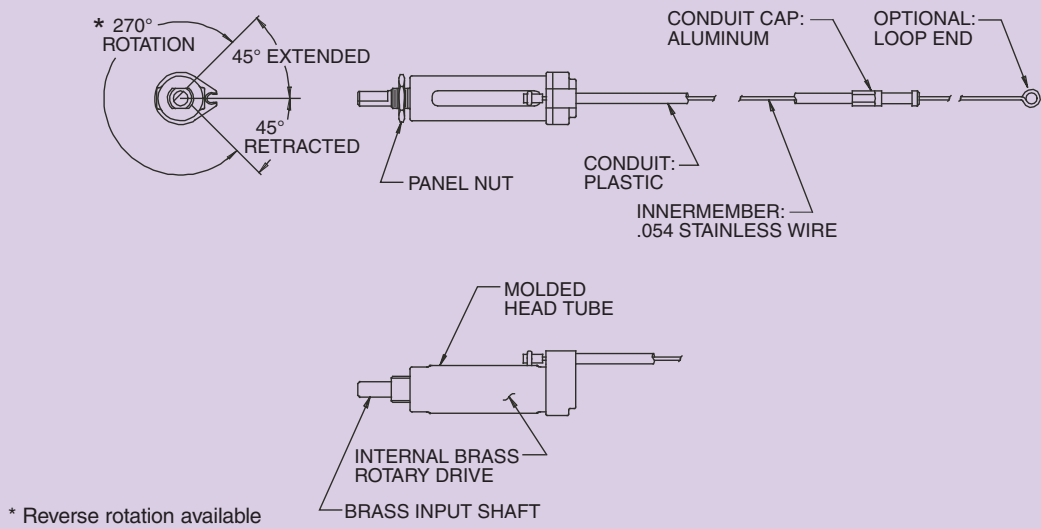 * 270°
ROTATION
45° EXTENDED
45°
RETRACTED
PANEL NUT
CONDUIT:
PLASTIC
CONDUIT CAP:
ALUMINUM
OPTIONAL:
LOOP END
INNERMEMBER:
.054 STAINLESS WIRE
MOLDED
HEAD TUBE
INTERNAL BRASS
ROTARY DRIVE
BRASS INPUT SHAFT
* Reverse rotation available